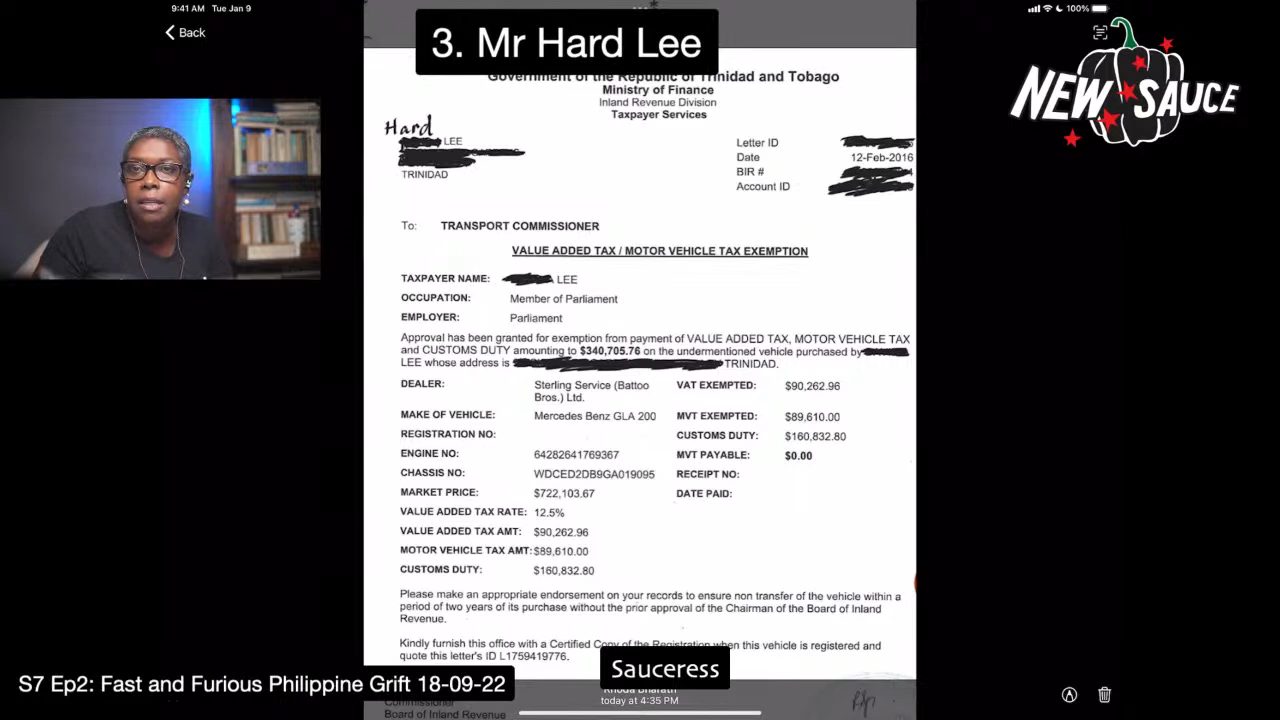 9:41 AM Tue Jan 9
100%
Back
3. Mr Hard Lee
NEW SAUCE
Government of the Republic of Trinidad and Tobago
Ministry of Finance
Inland Revenue Division
Taxpayer Services
Hard
LEE
TRINIDAD
Letter ID
Date 12-Feb-2016
BIR #
Account ID
To: TRANSPORT COMMISSIONER
VALUE ADDED TAX / MOTOR VEHICLE TAX EXEMPTION
TAXPAYER NAME: LEE
OCCUPATION: Member of Parliament
EMPLOYER: Parliament
Approval has been granted for exemption from payment of VALUE ADDED TAX, MOTOR VEHICLE TAX
and CUSTOMS DUTY amounting to $340,705.76 on the undermentioned vehicle purchased by
LEE whose address is TRINIDAD.
DEALER: Sterling Service (Battoo Bros.) Ltd. VAT EXEMPTED: $90,262.96
MAKE OF VEHICLE: Mercedes Benz GLA 200 MVT EXEMPTED: $89,610.00
REGISTRATION NO: CUSTOMS DUTY: $160,832.80
ENGINE NO: 64282641769367 MVT PAYABLE: $0.00
CHASSIS NO: WDCED2DB9GA019095 RECEIPT NO:
MARKET PRICE: $722,103.67 DATE PAID:
VALUE ADDED TAX RATE: 12.5%
VALUE ADDED TAX AMT: $90,262.96
MOTOR VEHICLE TAX AMT: $89,610.00
CUSTOMS DUTY: $160,832.80
Please make an appropriate endorsement on your records to ensure non transfer of the vehicle within a
period of two years of its purchase without the prior approval of the Chairman of the Board of Inland
Revenue.
Kindly furnish this office with a Certified Copy of the Registration when this vehicle is registered and
quote this letter's ID L1759419776.
Sauceress
S7 Ep2: Fast and Furious Philippine Grift 18-09-22
Rhoda Bharath
today at 4:35 PM
Commissioner
Board of Inland Revenue